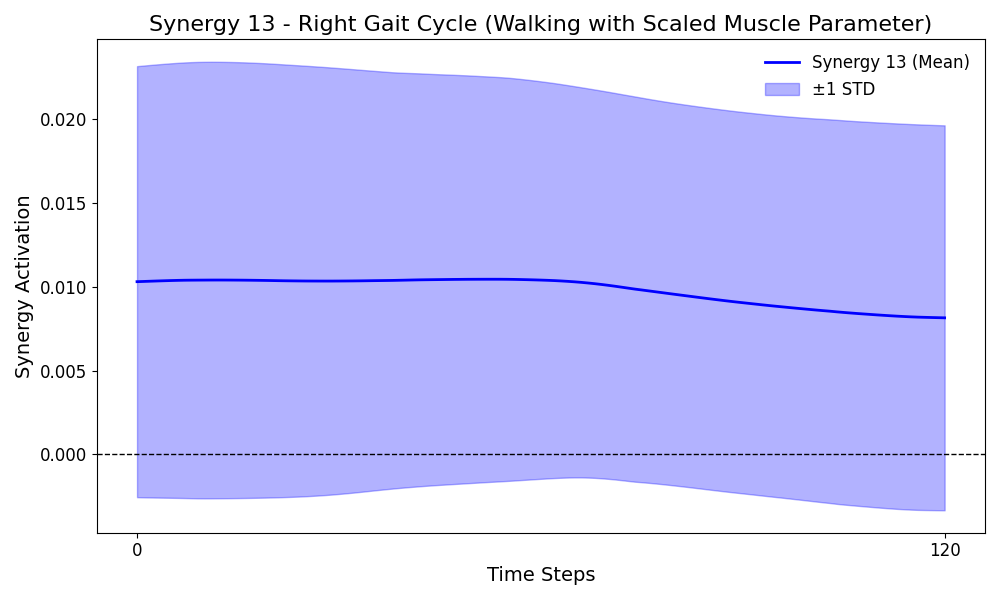 Synergy 13 - Right Gait Cycle (Walking with Scaled Muscle Parameter)
Synergy 13 (Mean)
±1 STD
0.020
0.015
0.010
0.005
0.000
Synergy Activation
0
120
Time Steps